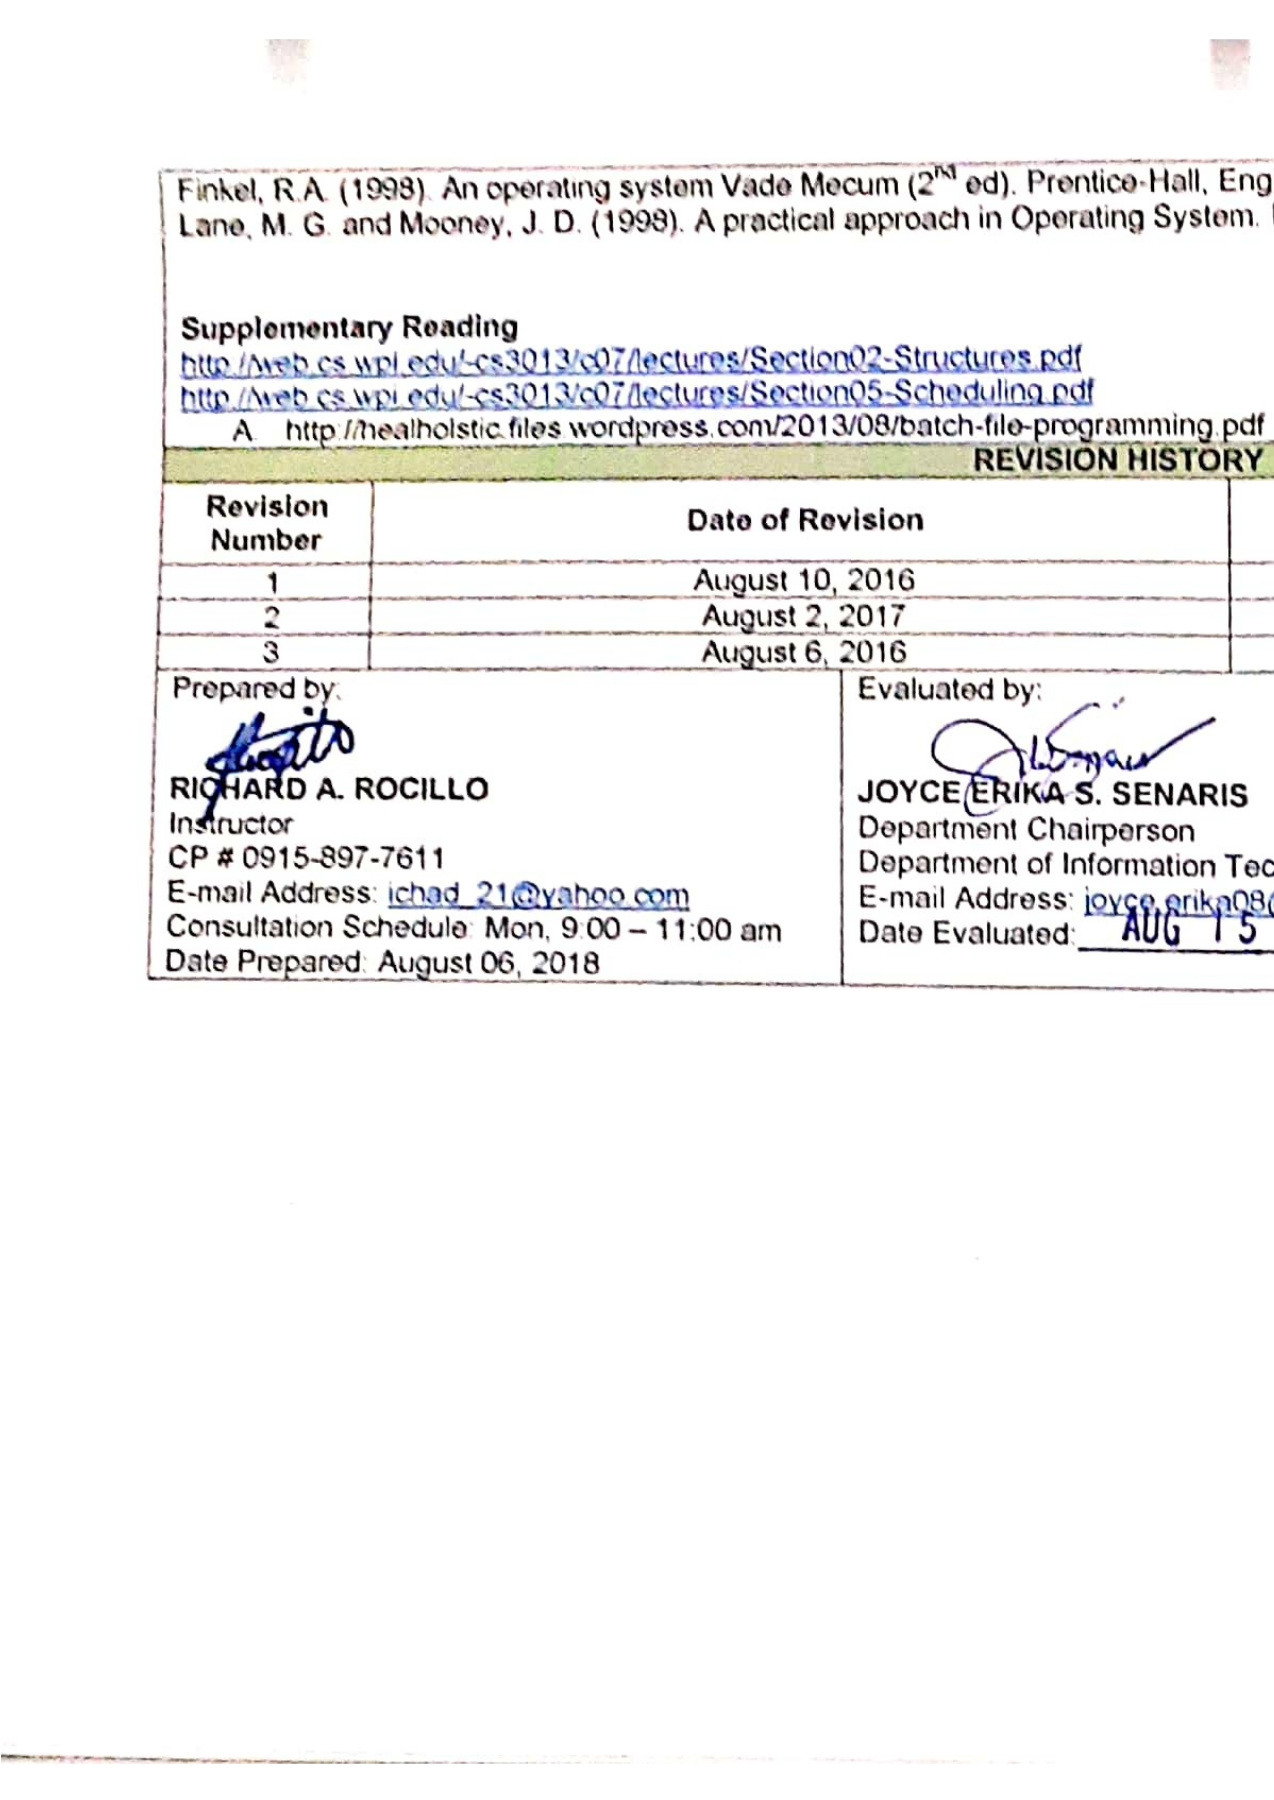 Finkel, R.A. (1998). An operating system Vade Mecum (2nd ed). Prentice-Hall, Eng
Lane, M. G. and Mooney, J. D. (1998). A practical approach in Operating System.
Supplementary Reading
http://web.cs.wpi.edu/~cs3013/c07/lectures/Section02-Structures.pdf
http://web.cs.wpi.edu/~cs3013/c07/lectures/Section05-Scheduling.pdf
A. http://healholstic.files.wordpress.com/2013/08/batch-file-programming.pdf
REVISION HISTORY
Revision Number
Date of Revision
1 August 10, 2016
2 August 2, 2017
3 August 6, 2016
Prepared by:
RICHARD A. ROCILLO
Instructor
CP # 0915-897-7611
E-mail Address: ichad_21@yahoo.com
Consultation Schedule: Mon, 9:00 – 11:00 am
Date Prepared: August 06, 2018
Evaluated by:
JOYCE ERIKA S. SENARIS
Department Chairperson
Department of Information Tec
E-mail Address: joyce.erika08@
Date Evaluated: AUG 15